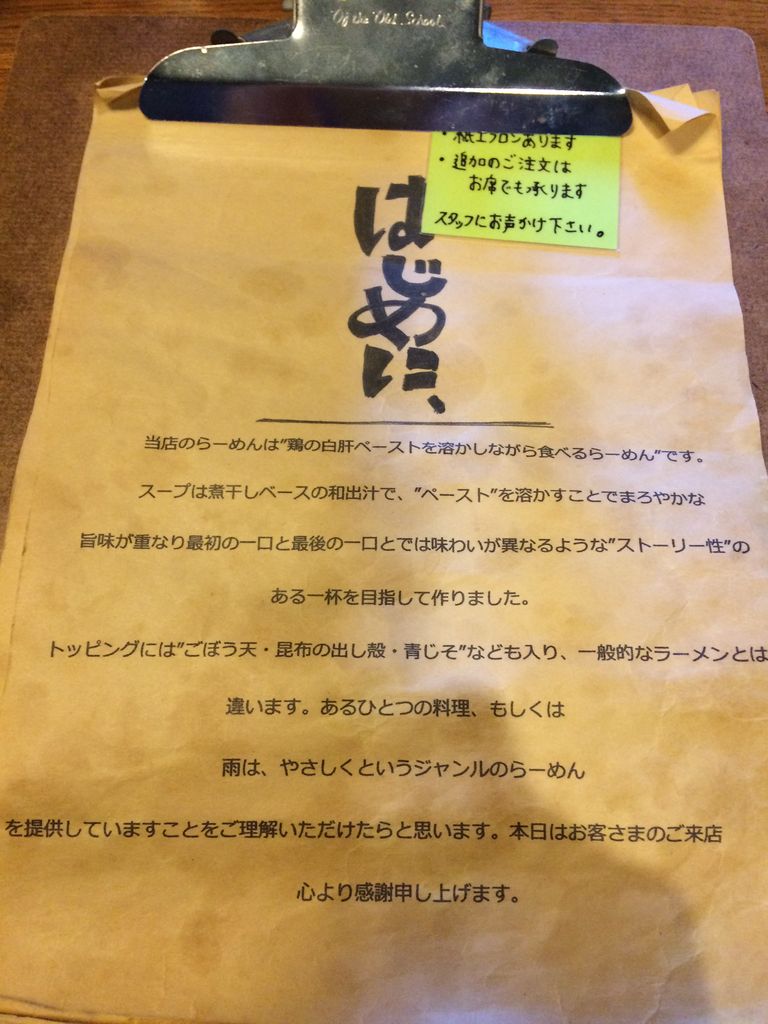 Of the Old School
・紙エプロンあります
・追加のご注文は
お席でも承ります
スタッフにお声かけ下さい。
はじめに、
当店のらーめんは"鶏の白肝ペーストを溶かしながら食べるらーめん"です。
スープは煮干しベースの和出汁で、"ペースト"を溶かすことでまろやかな
旨味が重なり最初の一口と最後の一口とでは味わいが異なるような"ストーリー性"の
ある一杯を目指して作りました。
トッピングには"ごぼう天・昆布の出し殻・青じそ"なども入り、一般的なラーメンとは
違います。あるひとつの料理、もしくは
雨は、やさしくというジャンルのらーめん
を提供していますことをご理解いただけたらと思います。本日はお客さまのご来店
心より感謝申し上げます。